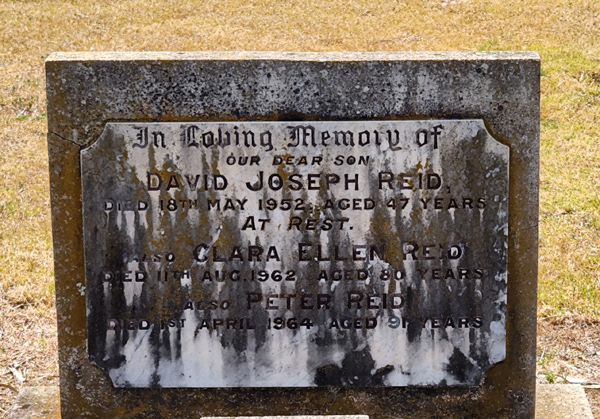 In Loving Memory of
OUR DEAR SON
DAVID JOSEPH REID,
DIED 18TH MAY 1952 AGED 47 YEARS
AT REST.
ALSO CLARA ELLEN REID
DIED 11TH AUG. 1962 AGED 80 YEARS
ALSO PETER REID
DIED 1ST APRIL 1964 AGED 91 YEARS